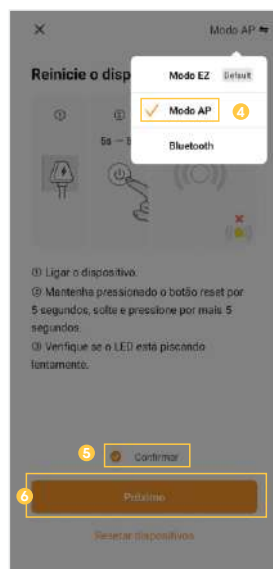 Modo AP
Reinicie o disp
Modo EZ Default
Modo AP 4
Bluetooth
① ②
5s
① Ligar o dispositivo.
② Mantenha pressionado o botão reset por
5 segundos, solte e pressione por mais 5
segundos.
③ Verifique se o LED está piscando
lentamente.
5 Confirmar
6 Próximo
Resetar dispositivos